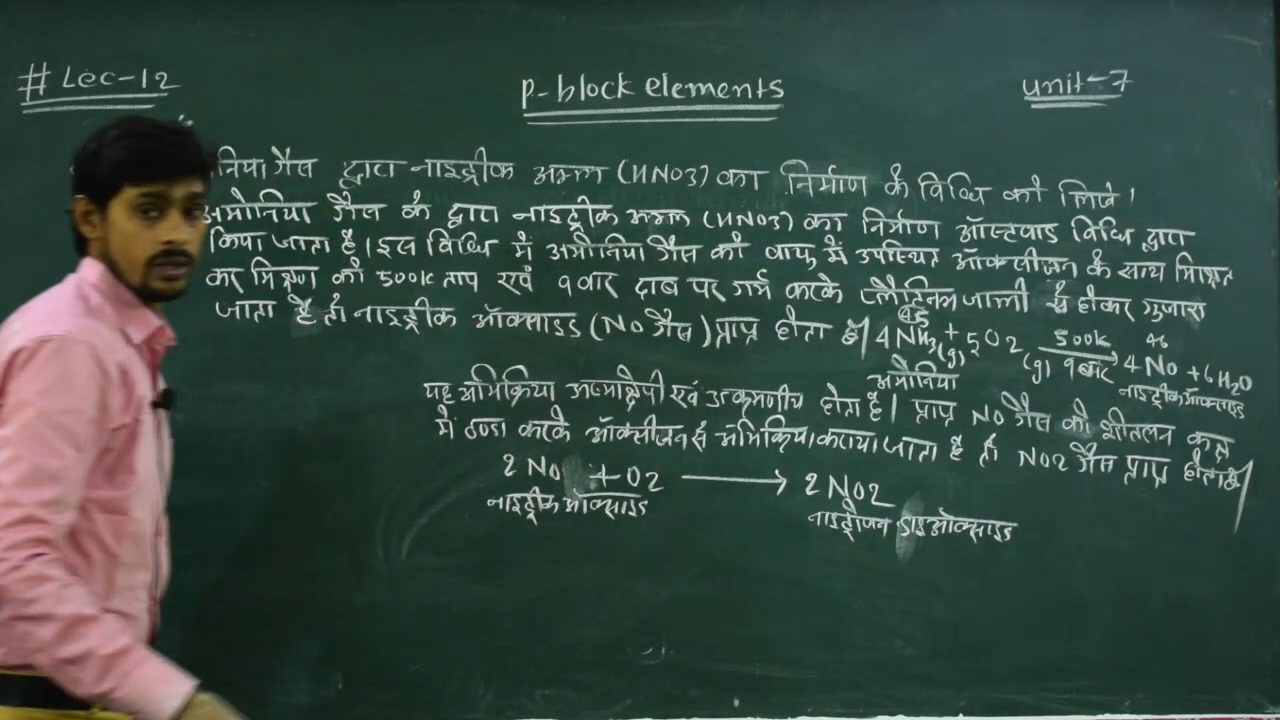 # Lec-12
p-block elements
unit-7
निया गैस द्वारा नाइट्रीक अम्ल (HNO3) का निर्माण के विधि को लिखे।
अमोनिया गैस के द्वारा नाइट्रीक अम्ल (HNO3) का निर्माण ऑस्टवाड विधि द्वारा
किया जाता है। इस विधि में अमोनिया गैस को वायु में उपस्थित ऑक्सीजन के साथ मिश्रित
कर मिश्रण को 500K ताप एवं 9 वार दाब पर गर्म करके प्लैटिनम जाली से होकर गुजारा
जाता है तो नाइट्रीक ऑक्साइड (NO गैस) प्राप्त होता है। 4NH3(g) + 5O2(g) 500K 9 बार 4NO + 6H2O
अमोनिया नाइट्रीक ऑक्साइड
यह अभिक्रिया ऊष्माक्षेपी एवं उत्क्रमणीय होता है। प्राप्त NO गैस को शीतलन कक्ष
में ठण्डा करके ऑक्सीजन से अभिक्रिया कराया जाता है तो NO2 गैस प्राप्त होता है।
2NO + O2 ⟶ 2NO2
नाइट्रीक ऑक्साइड नाइट्रोजन डाइऑक्साइड